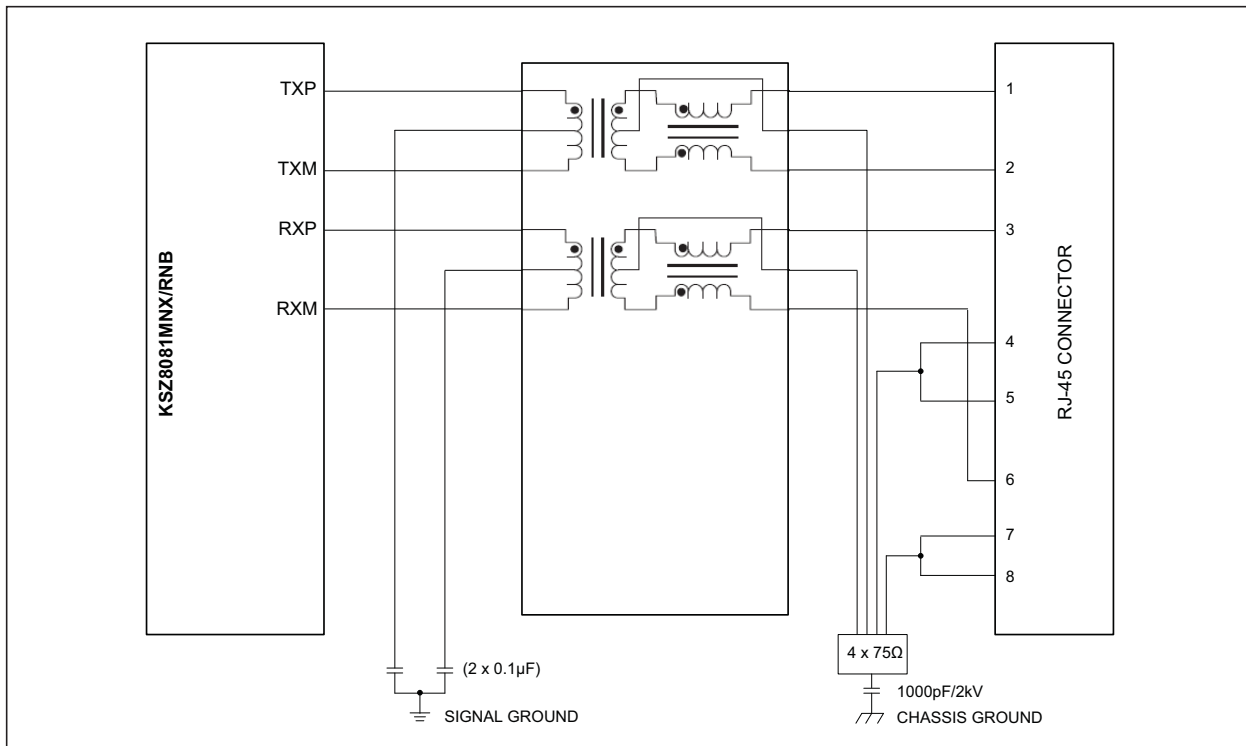 KSZ8081MNX/RNB
TXP
TXM
RXP
RXM
1
2
3
4
5
6
7
8
RJ-45 CONNECTOR
(2 x 0.1µF)
SIGNAL GROUND
4 x 75Ω
1000pF/2kV
CHASSIS GROUND